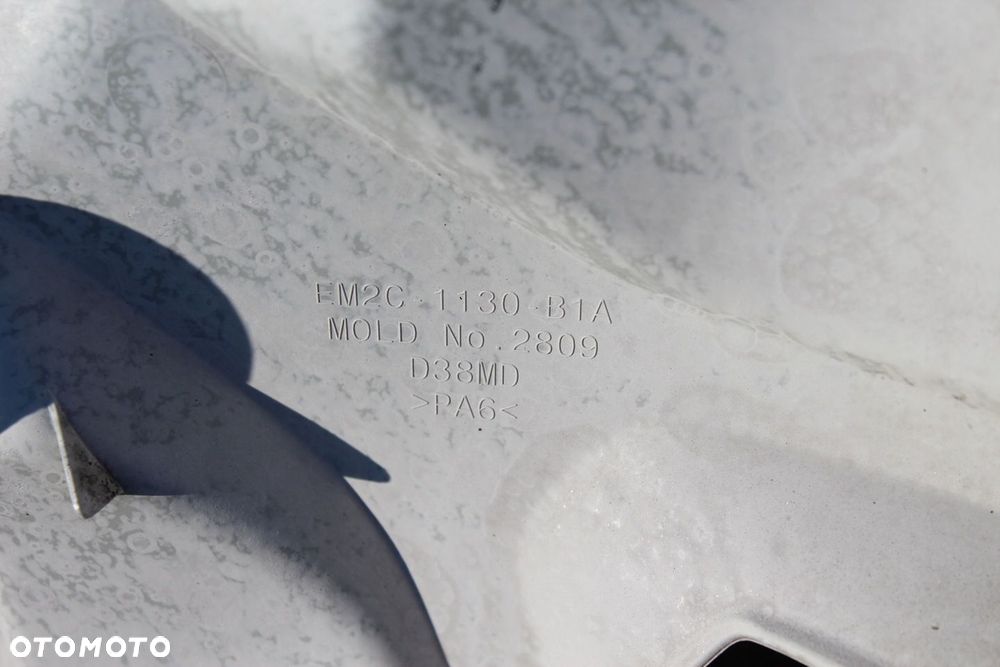 EM2C-1130-B1A
MOLD No.2809
D38MD
>PA6<
OTOMOTO